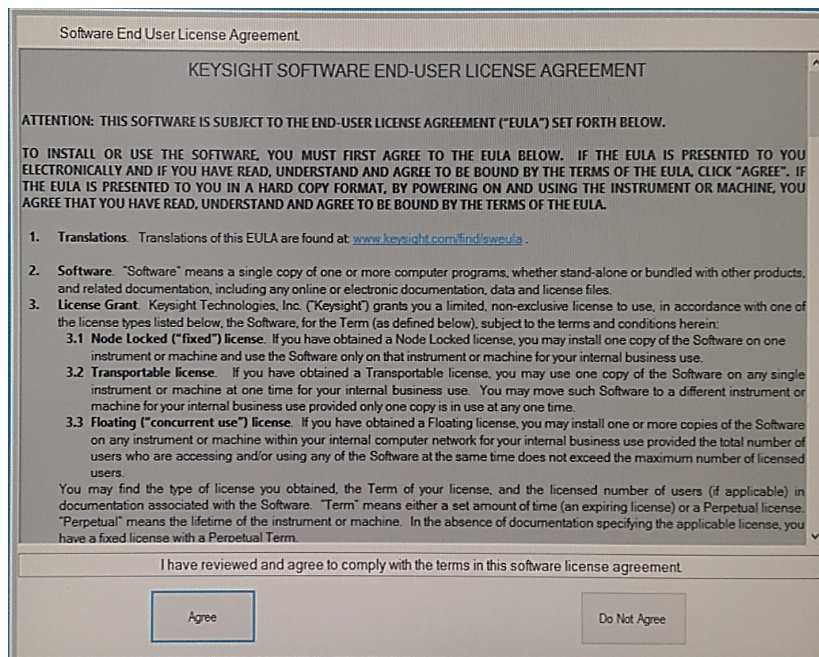 Software End User License Agreement
KEYSIGHT SOFTWARE END-USER LICENSE AGREEMENT
ATTENTION: THIS SOFTWARE IS SUBJECT TO THE END-USER LICENSE AGREEMENT ("EULA") SET FORTH BELOW.
TO INSTALL OR USE THE SOFTWARE, YOU MUST FIRST AGREE TO THE EULA BELOW. IF THE EULA IS PRESENTED TO YOU
ELECTRONICALLY AND IF YOU HAVE READ, UNDERSTAND AND AGREE TO BE BOUND BY THE TERMS OF THE EULA, CLICK "AGREE". IF
THE EULA IS PRESENTED TO YOU IN A HARD COPY FORMAT, BY POWERING ON AND USING THE INSTRUMENT OR MACHINE, YOU
AGREE THAT YOU HAVE READ, UNDERSTAND AND AGREE TO BE BOUND BY THE TERMS OF THE EULA.
1. Translations. Translations of this EULA are found at: www.keysight.com/find/sweula .
2. Software. "Software" means a single copy of one or more computer programs, whether stand-alone or bundled with other products,
and related documentation, including any online or electronic documentation, data and license files.
3. License Grant. Keysight Technologies, Inc. ("Keysight") grants you a limited, non-exclusive license to use, in accordance with one of
the license types listed below, the Software, for the Term (as defined below), subject to the terms and conditions herein:
3.1 Node Locked ("fixed") license. If you have obtained a Node Locked license, you may install one copy of the Software on one
instrument or machine and use the Software only on that instrument or machine for your internal business use.
3.2 Transportable license. If you have obtained a Transportable license, you may use one copy of the Software on any single
instrument or machine at one time for your internal business use. You may move such Software to a different instrument or
machine for your internal business use provided only one copy is in use at any one time.
3.3 Floating ("concurrent use") license. If you have obtained a Floating license, you may install one or more copies of the Software
on any instrument or machine within your internal computer network for your internal business use provided the total number of
users who are accessing and/or using any of the Software at the same time does not exceed the maximum number of licensed
users.
You may find the type of license you obtained, the Term of your license, and the licensed number of users (if applicable) in
documentation associated with the Software. "Term" means either a set amount of time (an expiring license) or a Perpetual license.
"Perpetual" means the lifetime of the instrument or machine. In the absence of documentation specifying the applicable license, you
have a fixed license with a Perpetual Term.
I have reviewed and agree to comply with the terms in this software license agreement.
Agree
Do Not Agree